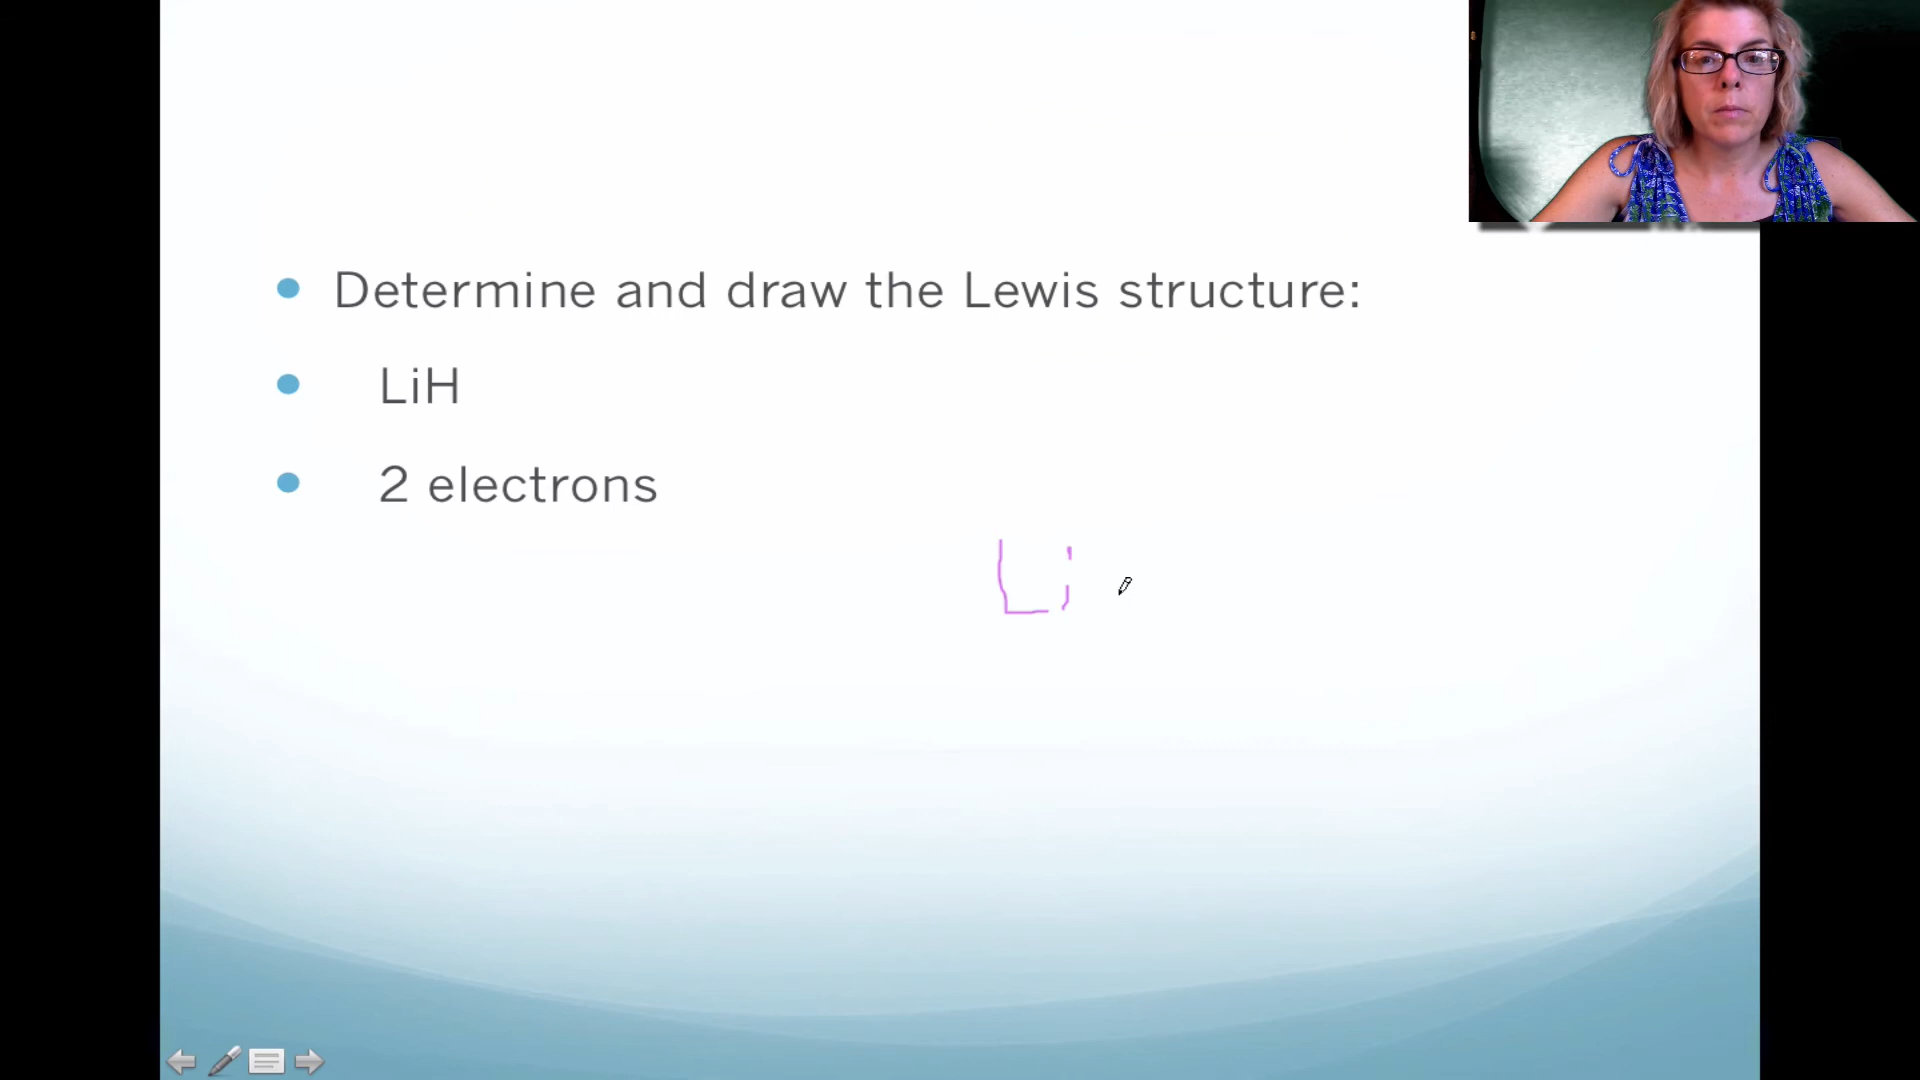 Determine and draw the Lewis structure:
LiH
2 electrons
Li